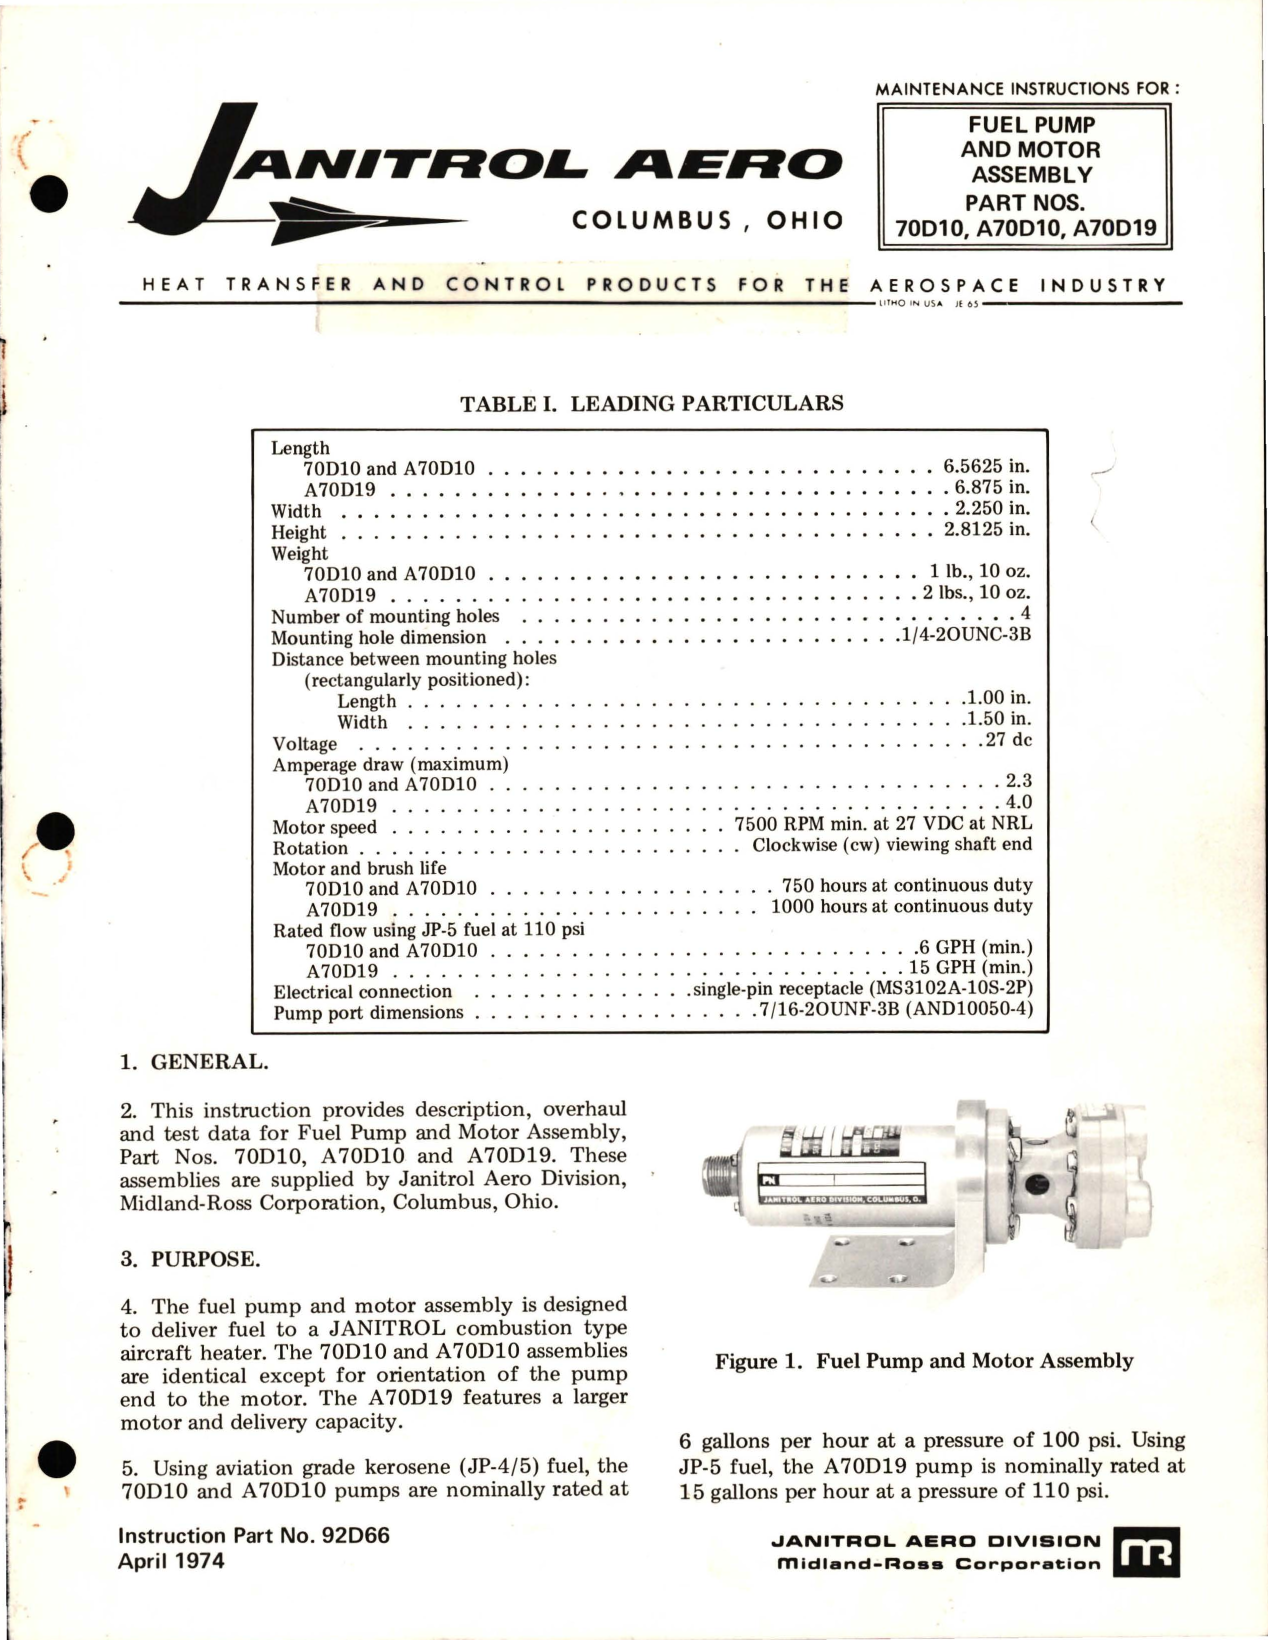 MAINTENANCE INSTRUCTIONS FOR :
FUEL PUMP
AND MOTOR
ASSEMBLY
PART NOS.
70D10, A70D10, A70D19
JANITROL AERO
COLUMBUS , OHIO
HEAT TRANSFER AND CONTROL PRODUCTS FOR THE AEROSPACE INDUSTRY
LITHO IN USA JE 65
TABLE I. LEADING PARTICULARS
Length
70D10 and A70D10 . . . . . . . . . . . . . . . . . . . . . . . . . . . . 6.5625 in.
A70D19 . . . . . . . . . . . . . . . . . . . . . . . . . . . . . . . . . . . 6.875 in.
Width . . . . . . . . . . . . . . . . . . . . . . . . . . . . . . . . . . . . . . 2.250 in.
Height . . . . . . . . . . . . . . . . . . . . . . . . . . . . . . . . . . . . . 2.8125 in.
Weight
70D10 and A70D10 . . . . . . . . . . . . . . . . . . . . . . . . . . . 1 lb., 10 oz.
A70D19 . . . . . . . . . . . . . . . . . . . . . . . . . . . . . . . . . 2 lbs., 10 oz.
Number of mounting holes . . . . . . . . . . . . . . . . . . . . . . . . . . . . . . . 4
Mounting hole dimension . . . . . . . . . . . . . . . . . . . . . . . . .1/4-2OUNC-3B
Distance between mounting holes
(rectangularly positioned):
Length . . . . . . . . . . . . . . . . . . . . . . . . . . . . . . . . . . .1.00 in.
Width . . . . . . . . . . . . . . . . . . . . . . . . . . . . . . . . . . .1.50 in.
Voltage . . . . . . . . . . . . . . . . . . . . . . . . . . . . . . . . . . . . . . .27 dc
Amperage draw (maximum)
70D10 and A70D10 . . . . . . . . . . . . . . . . . . . . . . . . . . . . . . . . 2.3
A70D19 . . . . . . . . . . . . . . . . . . . . . . . . . . . . . . . . . . . . . . 4.0
Motor speed . . . . . . . . . . . . . . . . . . . . . 7500 RPM min. at 27 VDC at NRL
Rotation . . . . . . . . . . . . . . . . . . . . . . . . Clockwise (cw) viewing shaft end
Motor and brush life
70D10 and A70D10 . . . . . . . . . . . . . . . . . . 750 hours at continuous duty
A70D19 . . . . . . . . . . . . . . . . . . . . . . . 1000 hours at continuous duty
Rated flow using JP-5 fuel at 110 psi
70D10 and A70D10 . . . . . . . . . . . . . . . . . . . . . . . . . . .6 GPH (min.)
A70D19 . . . . . . . . . . . . . . . . . . . . . . . . . . . . . . . . 15 GPH (min.)
Electrical connection . . . . . . . . . . . . . .single-pin receptacle (MS3102A-10S-2P)
Pump port dimensions . . . . . . . . . . . . . . . . . .7/16-2OUNF-3B (AND10050-4)
1. GENERAL.
2. This instruction provides description, overhaul
and test data for Fuel Pump and Motor Assembly,
Part Nos. 70D10, A70D10 and A70D19. These
assemblies are supplied by Janitrol Aero Division,
Midland-Ross Corporation, Columbus, Ohio.
3. PURPOSE.
4. The fuel pump and motor assembly is designed
to deliver fuel to a JANITROL combustion type
aircraft heater. The 70D10 and A70D10 assemblies
are identical except for orientation of the pump
end to the motor. The A70D19 features a larger
motor and delivery capacity.
5. Using aviation grade kerosene (JP-4/5) fuel, the
70D10 and A70D10 pumps are nominally rated at
PN
JANITROL AERO DIVISION, COLUMBUS, O.
Figure 1. Fuel Pump and Motor Assembly
6 gallons per hour at a pressure of 100 psi. Using
JP-5 fuel, the A70D19 pump is nominally rated at
15 gallons per hour at a pressure of 110 psi.
Instruction Part No. 92D66
April 1974
JANITROL AERO DIVISION
Midland-Ross Corporation
MR